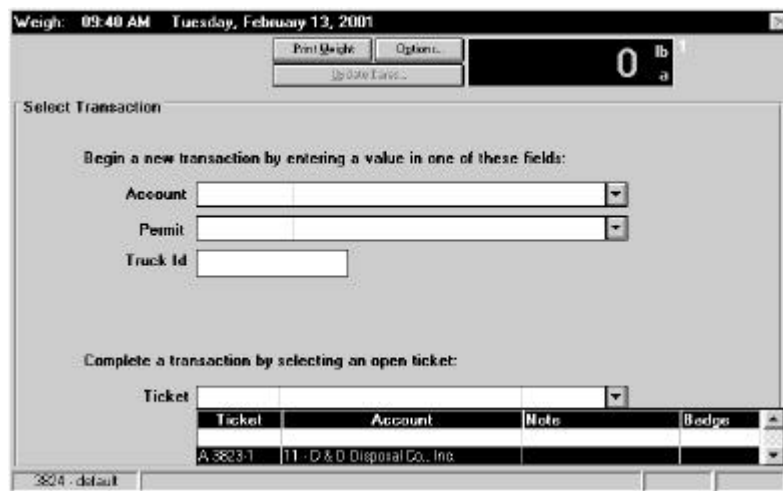 Weigh: 09:40 AM Tuesday, February 13, 2001
Print Weight Options...
Update Tares...
0 lb 1
a
Select Transaction
Begin a new transaction by entering a value in one of these fields:
Account
Permit
Truck Id
Complete a transaction by selecting an open ticket:
Ticket
Ticket Account Note Badge
A 3823-1 11 - D & D Disposal Co., Inc.
3824 - default